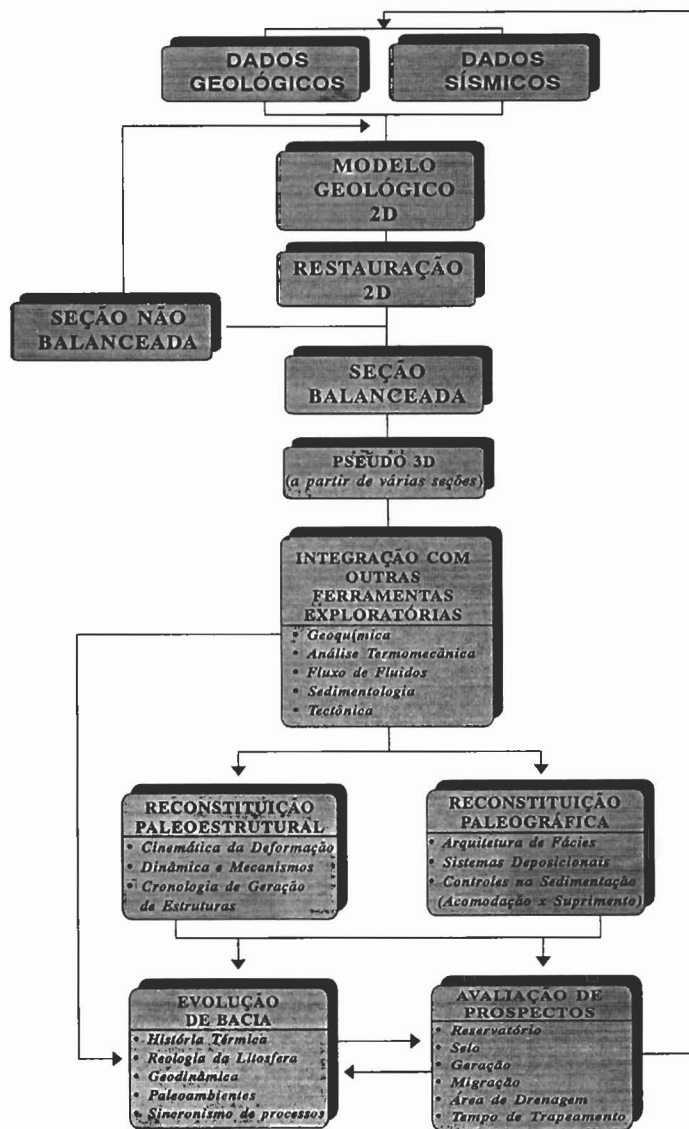 DADOS
GEOLÓGICOS
DADOS
SÍSMICOS
MODELO
GEOLÓGICO
2D
RESTAURAÇÃO
2D
SEÇÃO NÃO
BALANCEADA
SEÇÃO
BALANCEADA
PSEUDO 3D
(a partir de várias seções)
INTEGRAÇÃO COM
OUTRAS
FERRAMENTAS
EXPLORATÓRIAS
• Geoquímica
• Análise Termomecânica
• Fluxo de Fluidos
• Sedimentologia
• Tectônica
RECONSTITUIÇÃO
PALEOESTRUTURAL
• Cinemática da Deformação
• Dinâmica e Mecanismos
• Cronologia de Geração
de Estruturas
RECONSTITUIÇÃO
PALEOGRÁFICA
• Arquitetura de Fácies
• Sistemas Deposicionais
• Controles na Sedimentação
(Acomodação x Suprimento)
EVOLUÇÃO
DE BACIA
• História Térmica
• Reologia da Litosfera
• Geodinâmica
• Paleoambientes
• Sincronismo de processos
AVALIAÇÃO DE
PROSPECTOS
• Reservatório
• Selo
• Geração
• Migração
• Área de Drenagem
• Tempo de Trapeamento